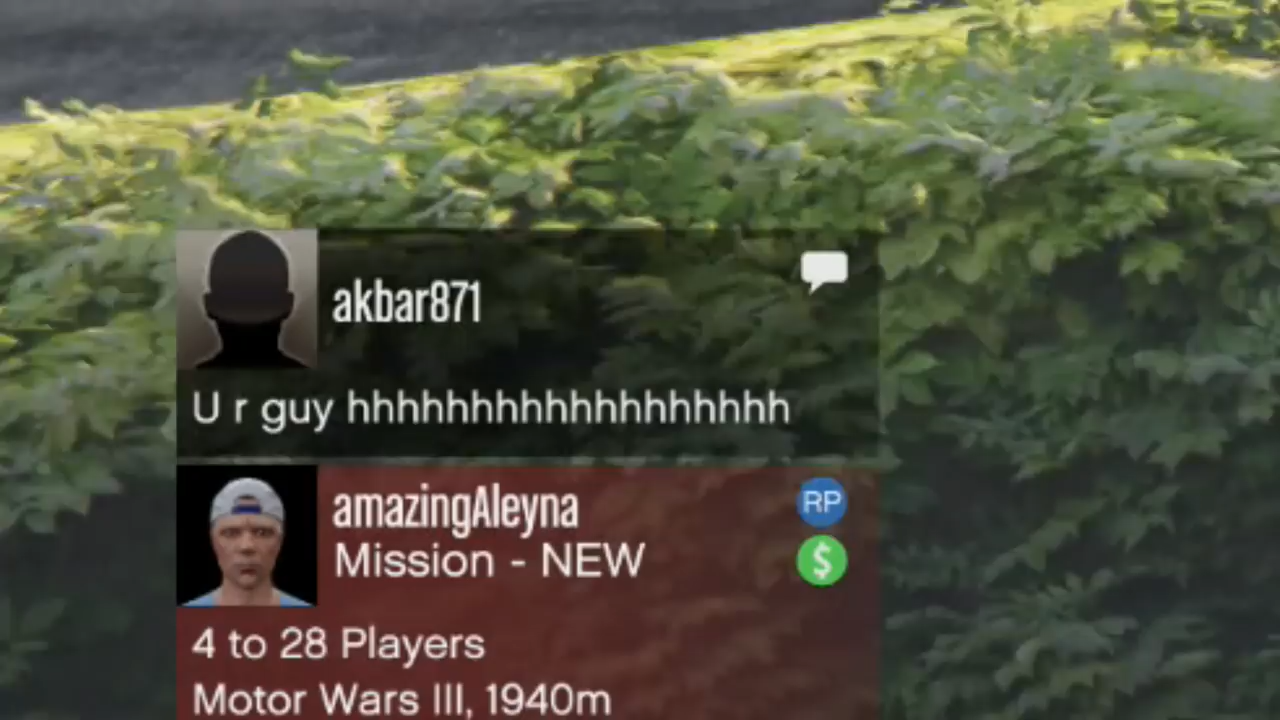 akbar871
U r guy hhhhhhhhhhhhhhhhhh
amazingAleyna
RP
Mission - NEW
$
4 to 28 Players
Motor Wars III, 1940m